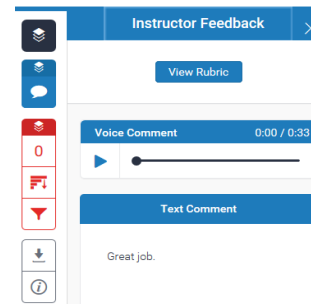 Instructor Feedback
View Rubric
Voice Comment 0:00 / 0:33
0
Text Comment
Great job.